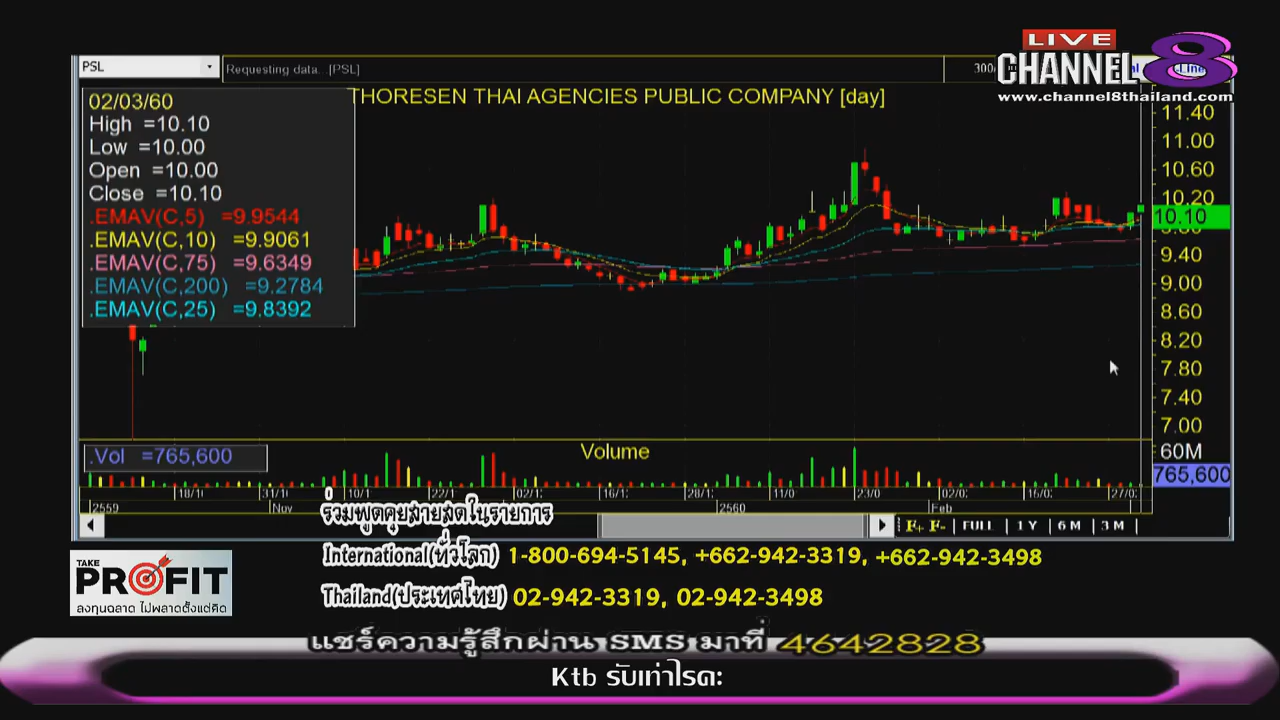 LIVE
CHANNEL 8
www.channel8thailand.com
PSL
Requesting data...[PSL]
THORESEN THAI AGENCIES PUBLIC COMPANY [day]
02/03/60
High =10.10
Low =10.00
Open =10.00
Close =10.10
.EMAV(C,5) =9.9544
.EMAV(C,10) =9.9061
.EMAV(C,75) =9.6349
.EMAV(C,200) =9.2784
.EMAV(C,25) =9.8392
11.40
11.00
10.60
10.20
10.10
9.40
9.00
8.60
8.20
7.80
7.40
7.00
.Vol =765,600
Volume
60M
765,600
2559
Nov
2560
Feb
F+ F- FULL 1 Y 6 M 3 M
ร่วมพูดคุยสายสดในรายการ
International(ทั่วโลก) 1-800-694-5145, +662-942-3319, +662-942-3498
Thailand(ประเทศไทย) 02-942-3319, 02-942-3498
TAKE
PROFIT
ลงทุนฉลาด ไม่พลาดตั้งแต่คิด
แชร์ความรู้สึกผ่าน SMS มาที่ 4642828
Ktb รับเท่าไรคะ